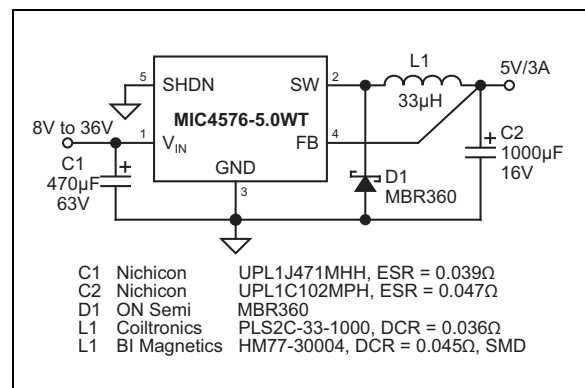 L1
5V/3A
5 SHDN SW 2
33µH
MIC4576-5.0WT
8V to 36V
1 VIN FB 4
C2
1000µF
16V
C1
470µF
63V
GND
3
D1
MBR360
C1 Nichicon UPL1J471MHH, ESR = 0.039Ω
C2 Nichicon UPL1C102MPH, ESR = 0.047Ω
D1 ON Semi MBR360
L1 Coiltronics PLS2C-33-1000, DCR = 0.036Ω
L1 BI Magnetics HM77-30004, DCR = 0.045Ω, SMD